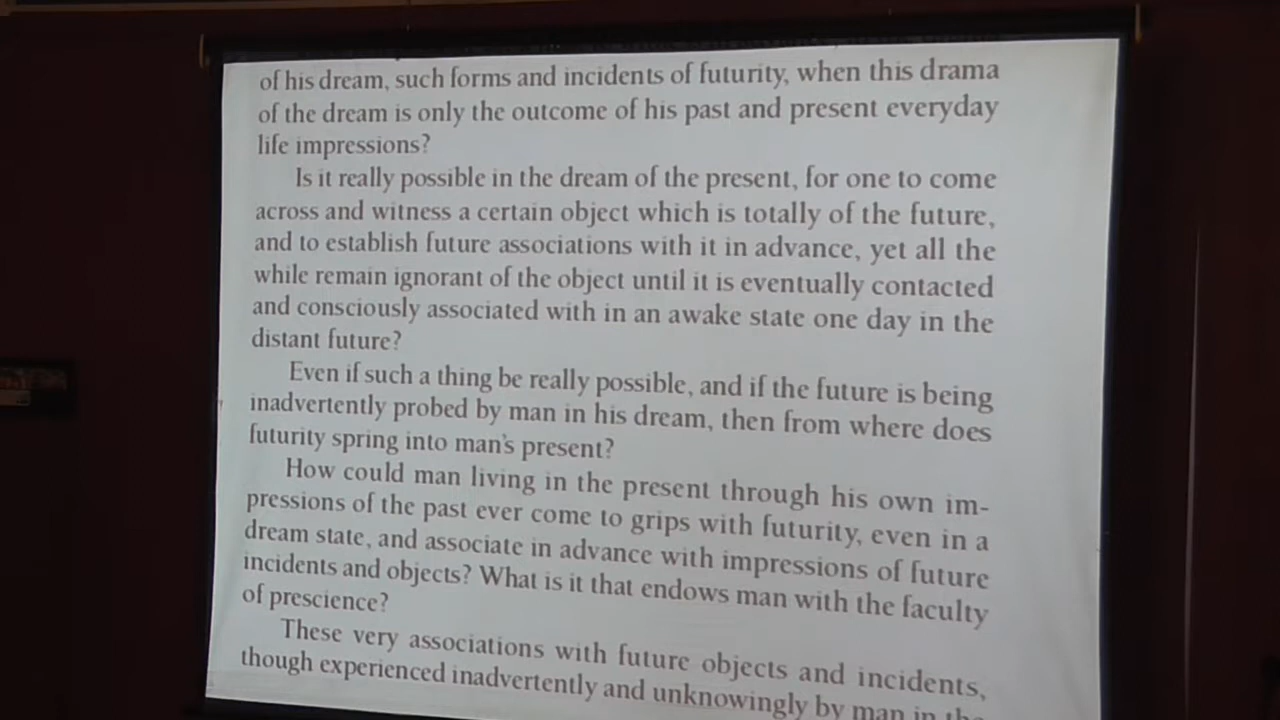 of his dream, such forms and incidents of futurity, when this drama
of the dream is only the outcome of his past and present everyday
life impressions?
Is it really possible in the dream of the present, for one to come
across and witness a certain object which is totally of the future,
and to establish future associations with it in advance, yet all the
while remain ignorant of the object until it is eventually contacted
and consciously associated with in an awake state one day in the
distant future?
Even if such a thing be really possible, and if the future is being
inadvertently probed by man in his dream, then from where does
futurity spring into man's present?
How could man living in the present through his own im-
pressions of the past ever come to grips with futurity, even in a
dream state, and associate in advance with impressions of future
incidents and objects? What is it that endows man with the faculty
of prescience?
These very associations with future objects and incidents,
though experienced inadvertently and unknowingly by man in the